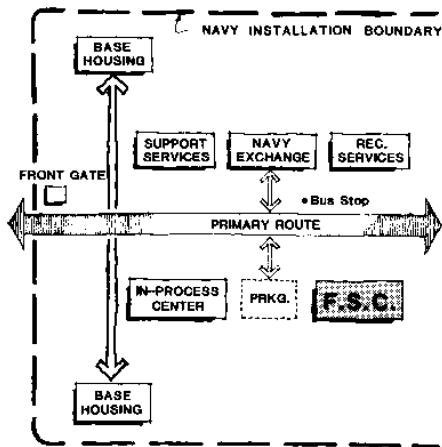 NAVY INSTALLATION BOUNDARY
BASE
HOUSING
SUPPORT
SERVICES
NAVY
EXCHANGE
REC.
SERVICES
FRONT GATE
• Bus Stop
PRIMARY ROUTE
IN-PROCESS
CENTER
PRKG.
F.S.C.
BASE
HOUSING